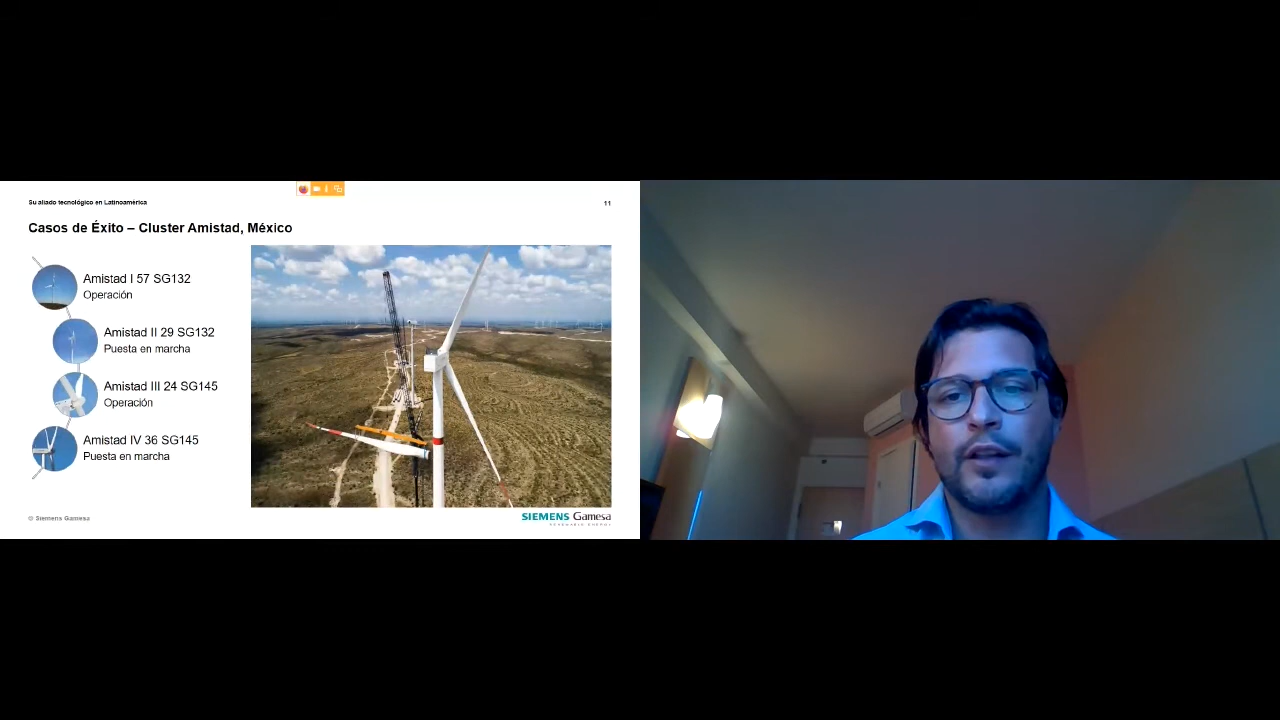 Su aliado tecnológico en Latinoamérica
11
Casos de Éxito – Cluster Amistad, México
Amistad I 57 SG132
Operación
Amistad II 29 SG132
Puesta en marcha
Amistad III 24 SG145
Operación
Amistad IV 36 SG145
Puesta en marcha
© Siemens Gamesa
SIEMENS Gamesa
RENEWABLE ENERGY